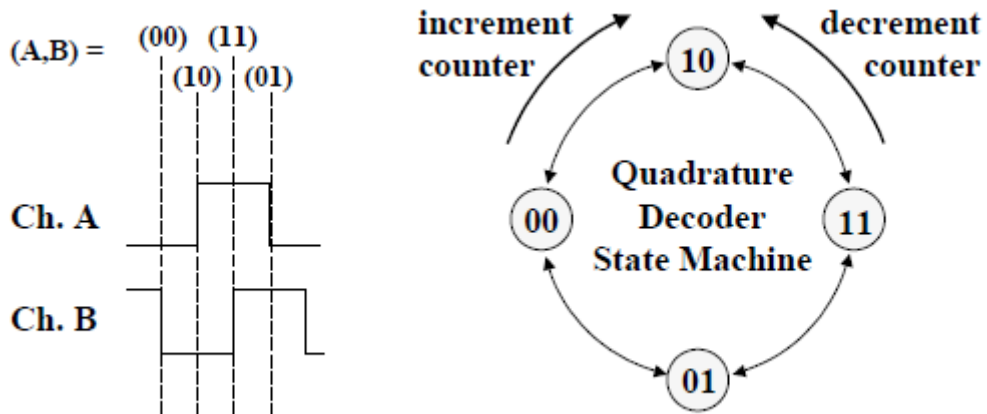 (A,B) =
(00)
(11)
(10)
(01)
Ch. A
Ch. B
increment
counter
decrement
counter
10
00
Quadrature
Decoder
State Machine
11
01